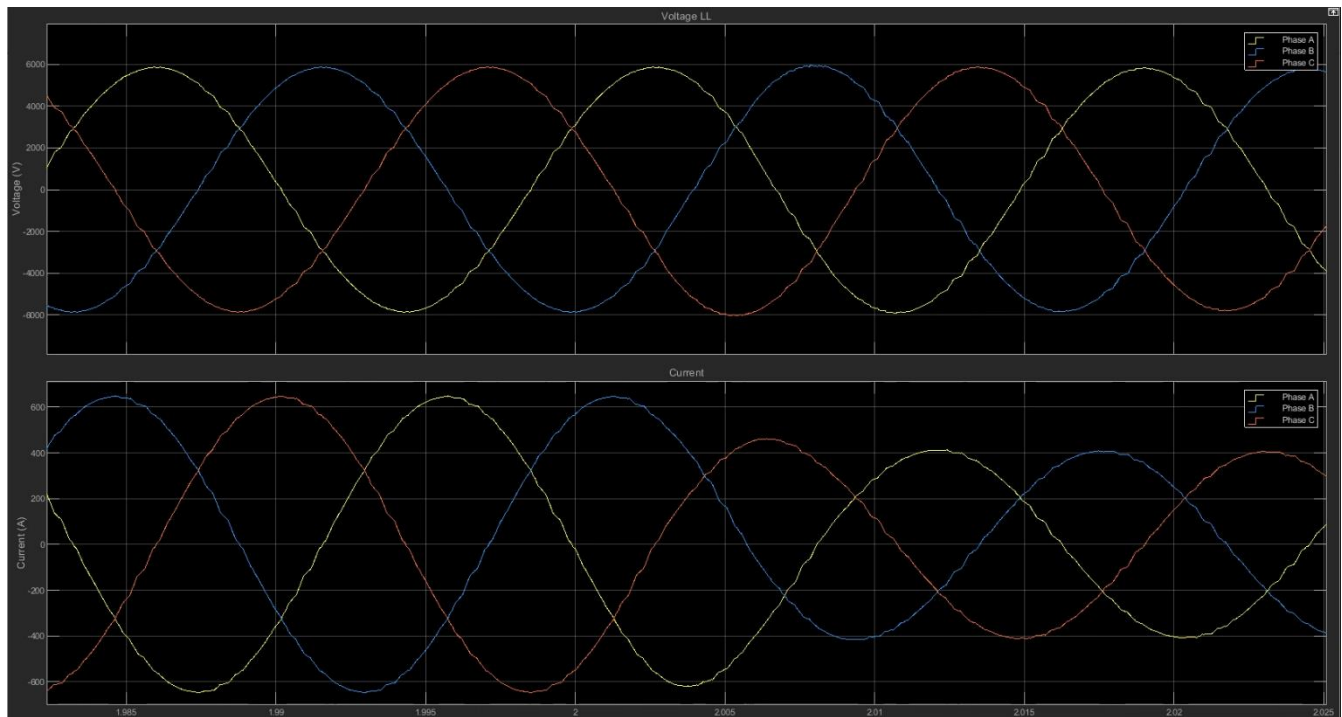 Voltage LL
Phase A
Phase B
Phase C
6000
4000
2000
0
-2000
-4000
-6000
Voltage (V)
Current
Phase A
Phase B
Phase C
600
400
200
0
-200
-400
-600
Current (A)
1.985
1.99
1.995
2
2.005
2.01
2.015
2.02
2.025